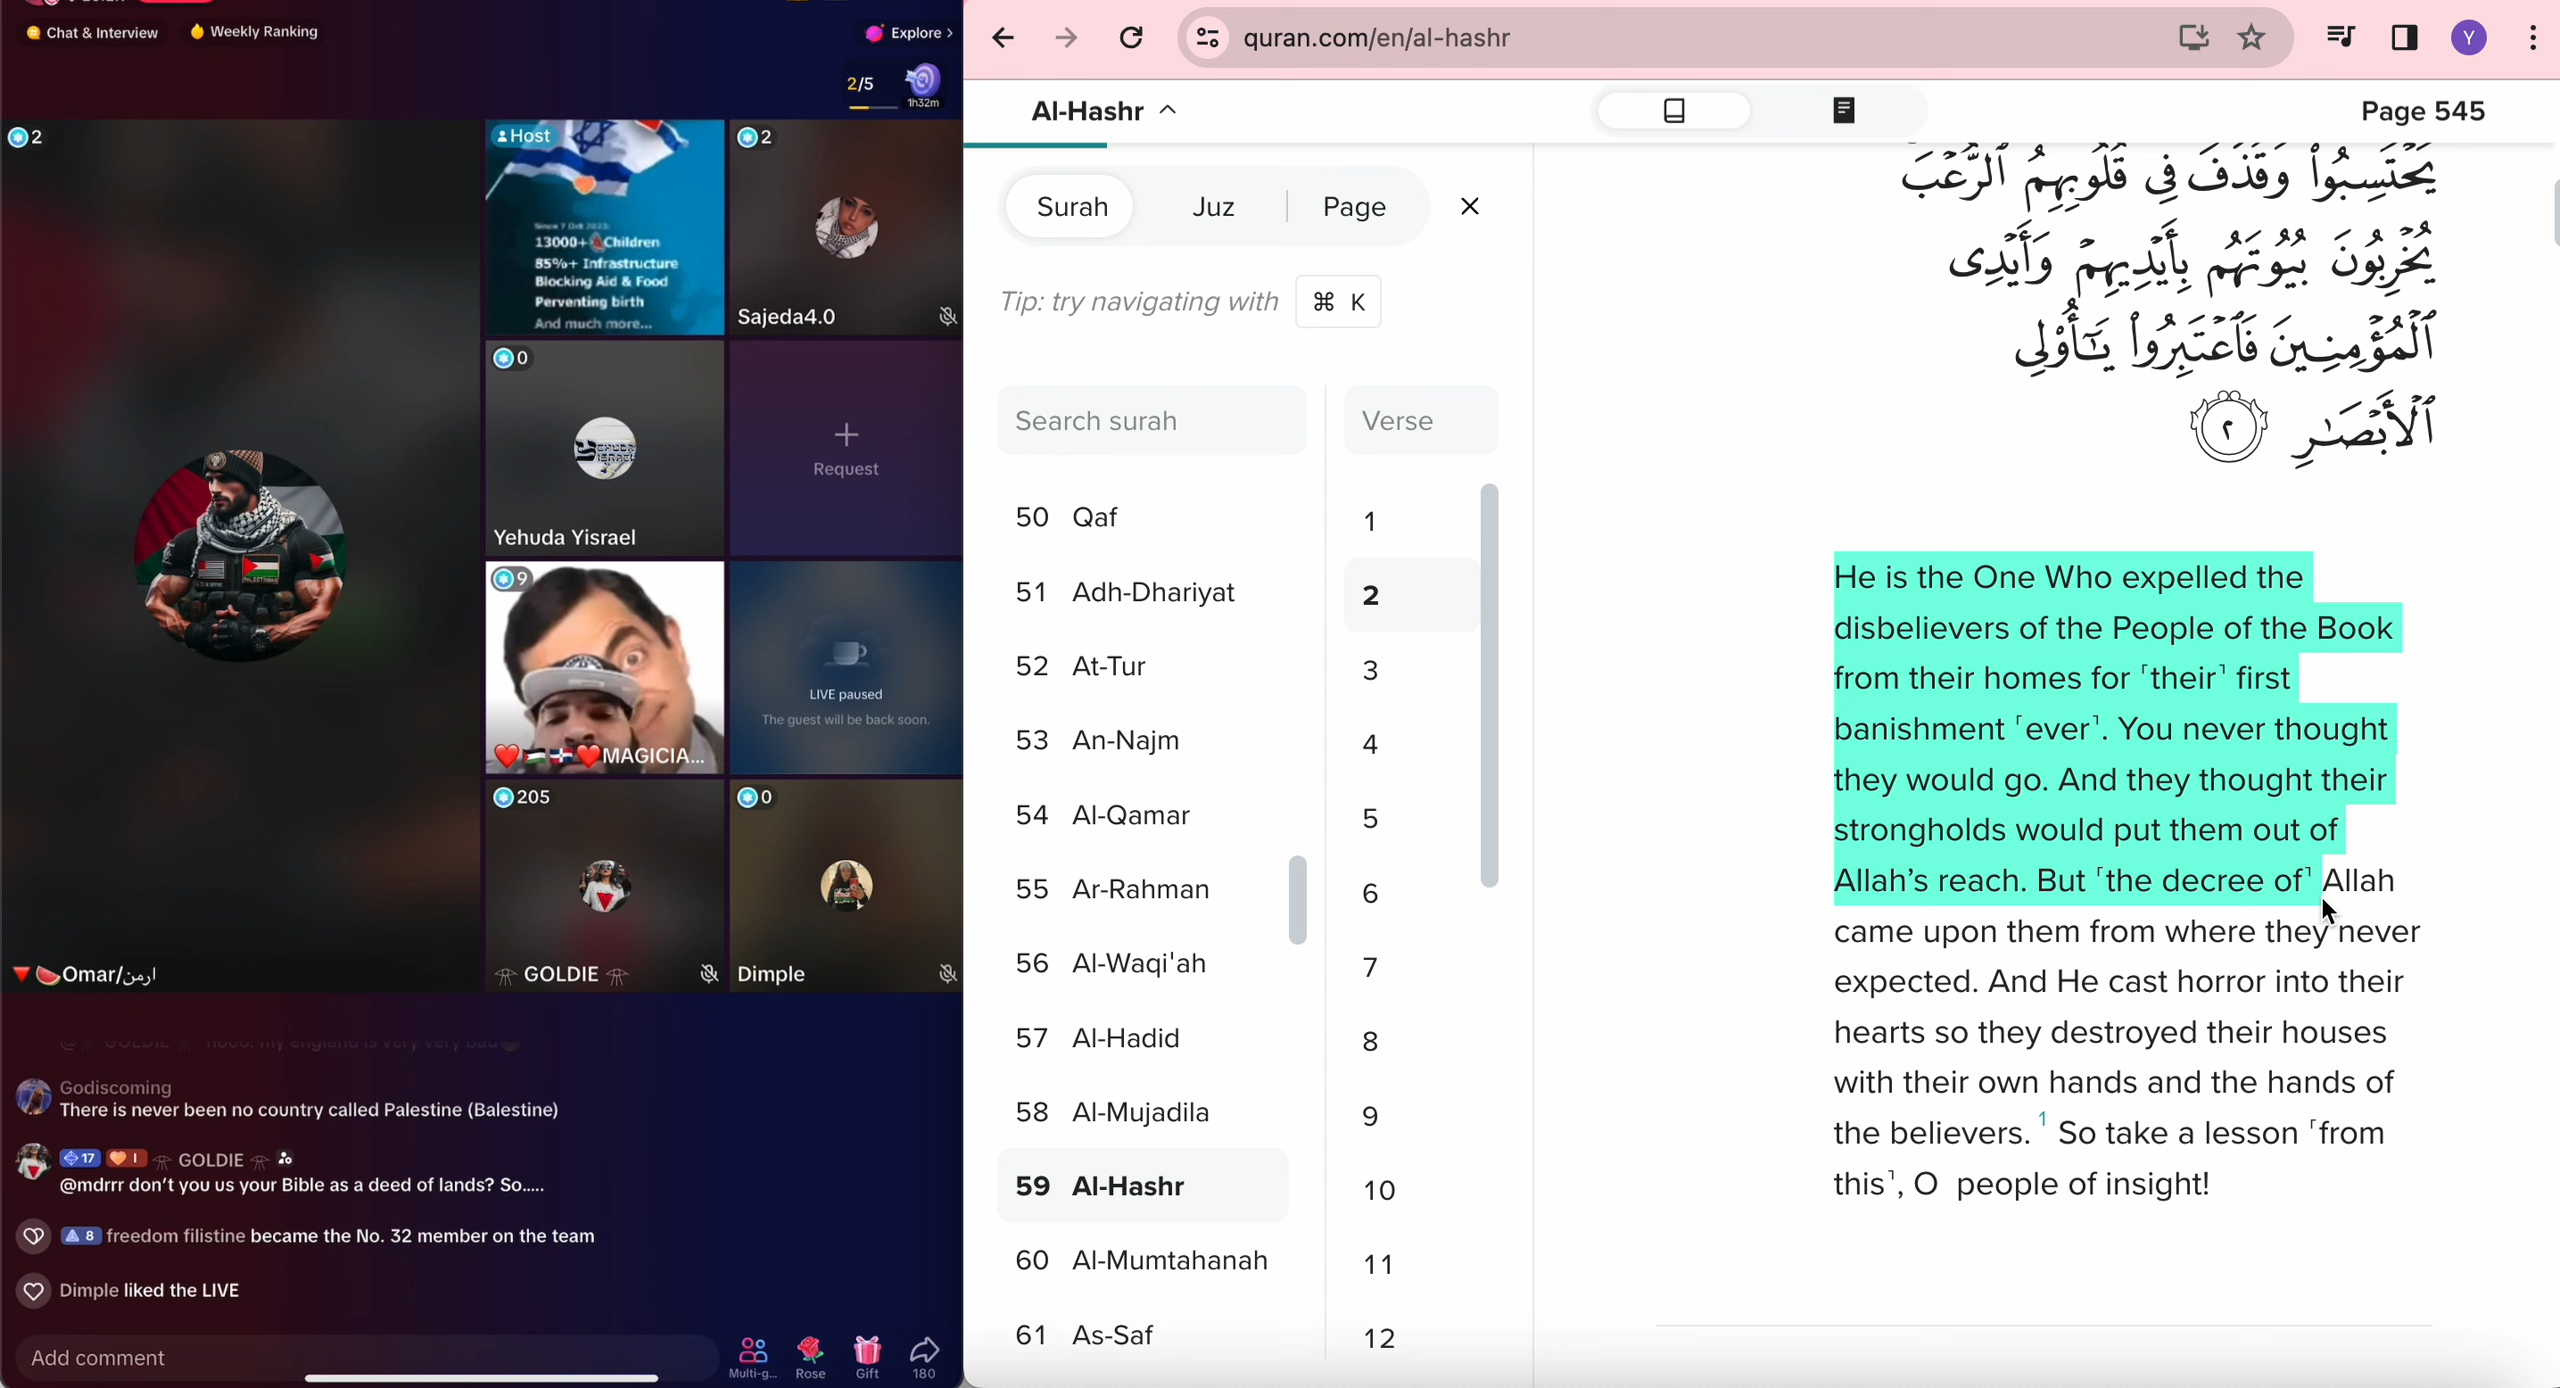 Chat & Interview
Weekly Ranking
Explore >
2/5
1h32m
2
Host
Since 7 Oct 2023:
13000+ Children
85%+ Infrastructure
Blocking Aid & Food
Perventing birth
And much more...
2
Sajeda4.0
0
Yehuda Yisrael
+
Request
9
MAGICIA...
LIVE paused
The guest will be back soon.
Omar/ارمن
205
GOLDIE
0
Dimple
Godiscoming
There is never been no country called Palestine (Balestine)
17 I GOLDIE
@mdrrr don't you us your Bible as a deed of lands? So.....
8 freedom filistine became the No. 32 member on the team
Dimple liked the LIVE
Add comment
Multi-g...
Rose
Gift
180
quran.com/en/al-hashr
Y
Al-Hashr
Page 545
Surah
Juz
Page
Tip: try navigating with ⌘ K
Search surah
Verse
50 Qaf
51 Adh-Dhariyat
52 At-Tur
53 An-Najm
54 Al-Qamar
55 Ar-Rahman
56 Al-Waqi'ah
57 Al-Hadid
58 Al-Mujadila
59 Al-Hashr
60 Al-Mumtahanah
61 As-Saf
1
2
3
4
5
6
7
8
9
10
11
12
يَحْتَسِبُوا۟ وَقَذَفَ فِى قُلُوبِهِمُ ٱلرُّعْبَ
يُخْرِبُونَ بُيُوتَهُم بِأَيْدِيهِمْ وَأَيْدِى
ٱلْمُؤْمِنِينَ فَٱعْتَبِرُوا۟ يَـٰٓأُو۟لِى
ٱلْأَبْصَـٰرِ ٢
He is the One Who expelled the
disbelievers of the People of the Book
from their homes for ˹their˺ first
banishment ˹ever˺. You never thought
they would go. And they thought their
strongholds would put them out of
Allah's reach. But ˹the decree of˺ Allah
came upon them from where they never
expected. And He cast horror into their
hearts so they destroyed their houses
with their own hands and the hands of
the believers. 1 So take a lesson ˹from
this˺, O people of insight!